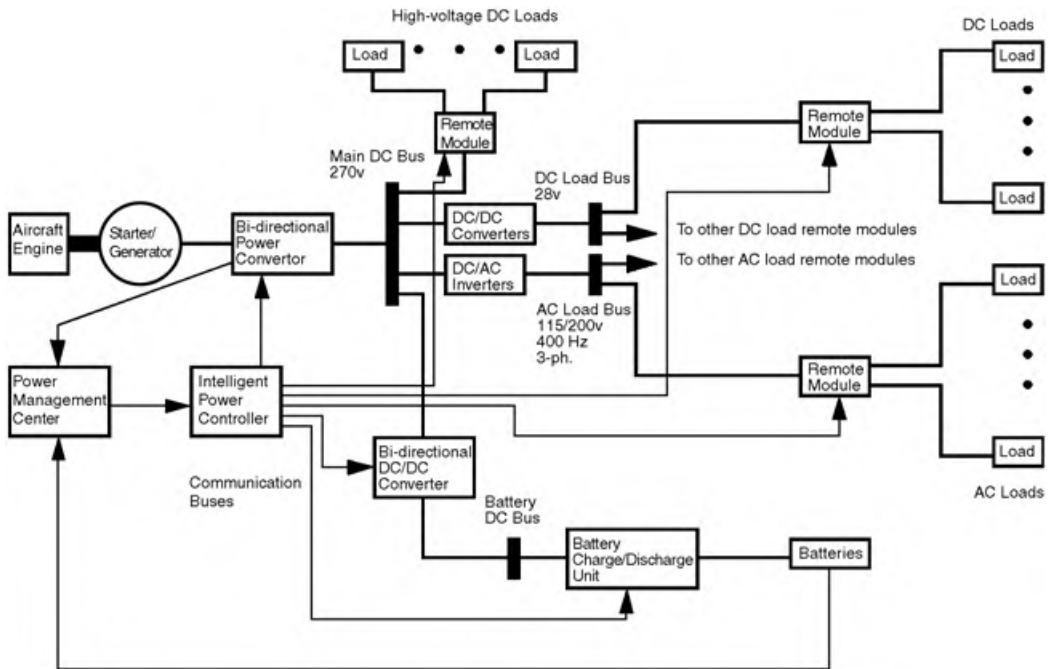 High-voltage DC Loads
Load
Load
DC Loads
Load
Remote
Module
Remote
Module
Main DC Bus
270v
DC Load Bus
28v
Load
Aircraft
Engine
Starter/
Generator
Bi-directional
Power
Convertor
DC/DC
Converters
To other DC load remote modules
DC/AC
Inverters
To other AC load remote modules
Load
AC Load Bus
115/200v
400 Hz
3-ph.
Power
Management
Center
Intelligent
Power
Controller
Remote
Module
Bi-directional
DC/DC
Converter
Load
AC Loads
Communication
Buses
Battery
DC Bus
Battery
Charge/Discharge
Unit
Batteries